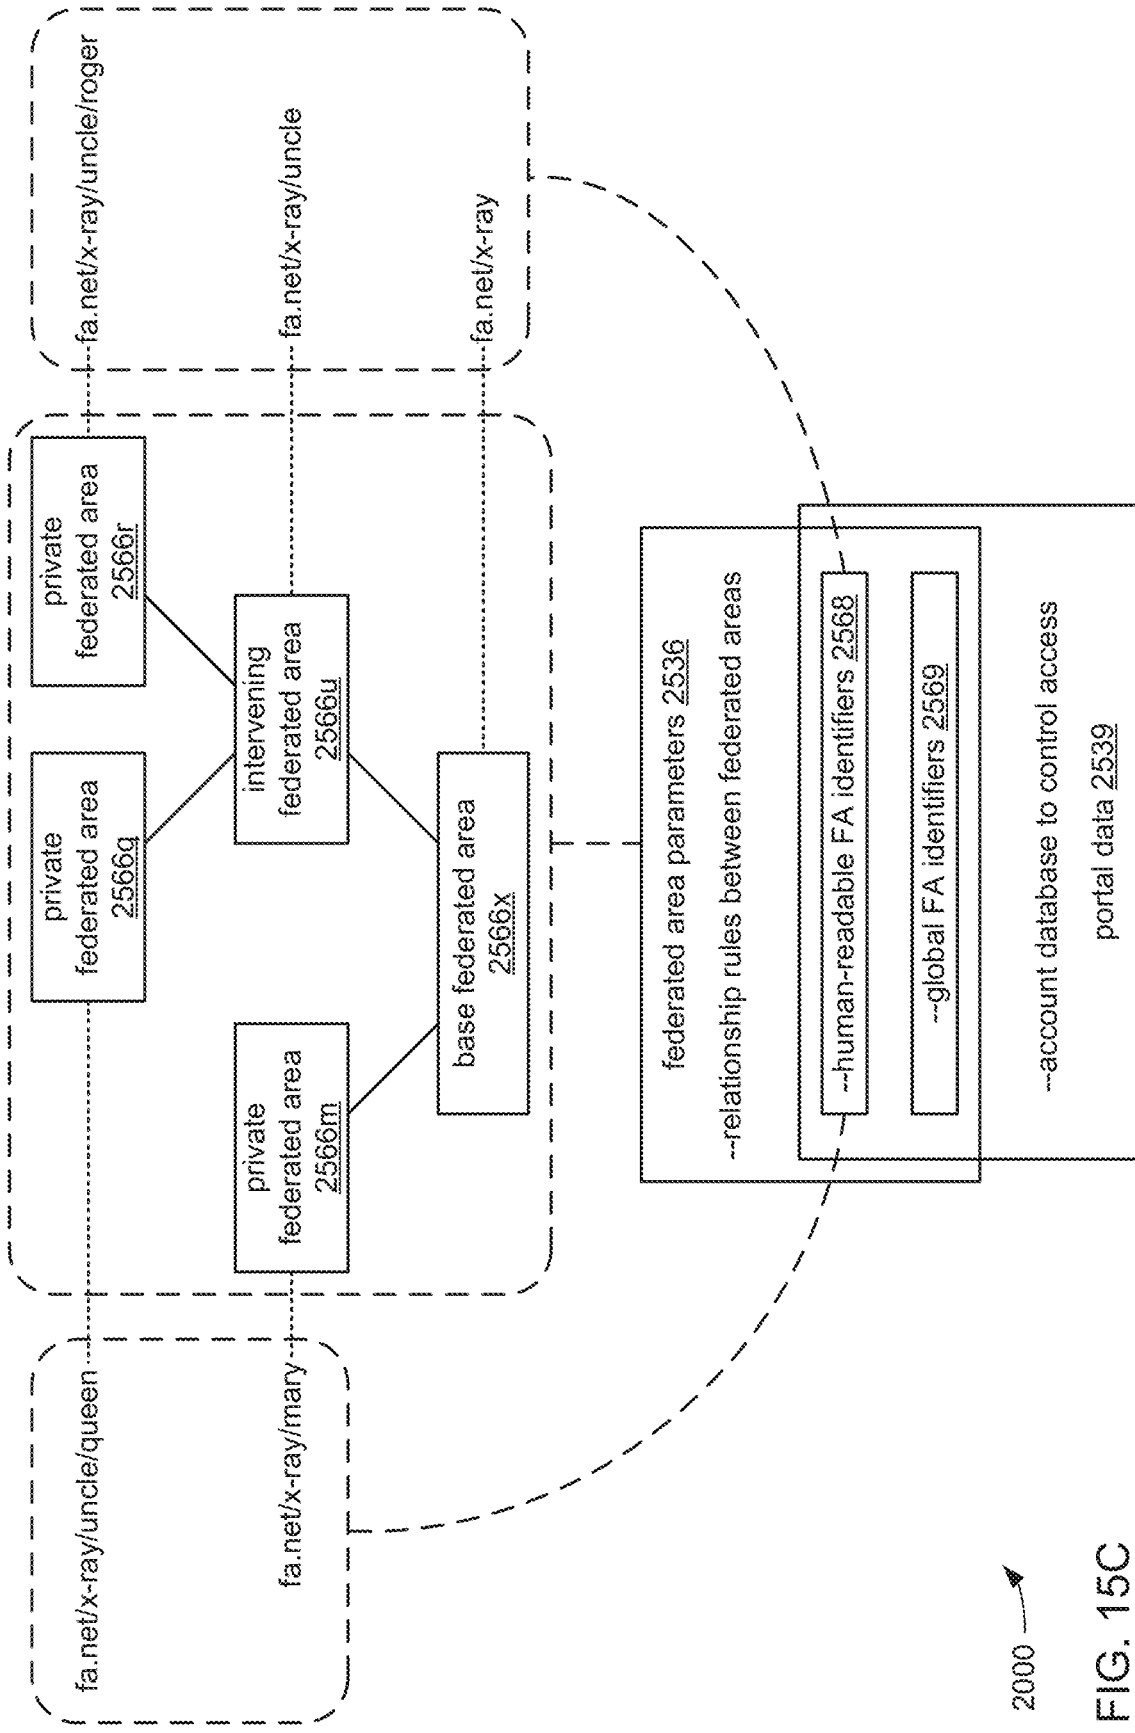 fa.net/x-ray/uncle/queen
fa.net/x-ray/mary
private
federated area
2566q
private
federated area
2566r
private
federated area
2566m
intervening
federated area
2566u
base federated area
2566x
fa.net/x-ray/uncle/roger
fa.net/x-ray/uncle
fa.net/x-ray
federated area parameters 2536
--relationship rules between federated areas
--human-readable FA identifiers 2568
--global FA identifiers 2569
--account database to control access
portal data 2539
2000
FIG. 15C